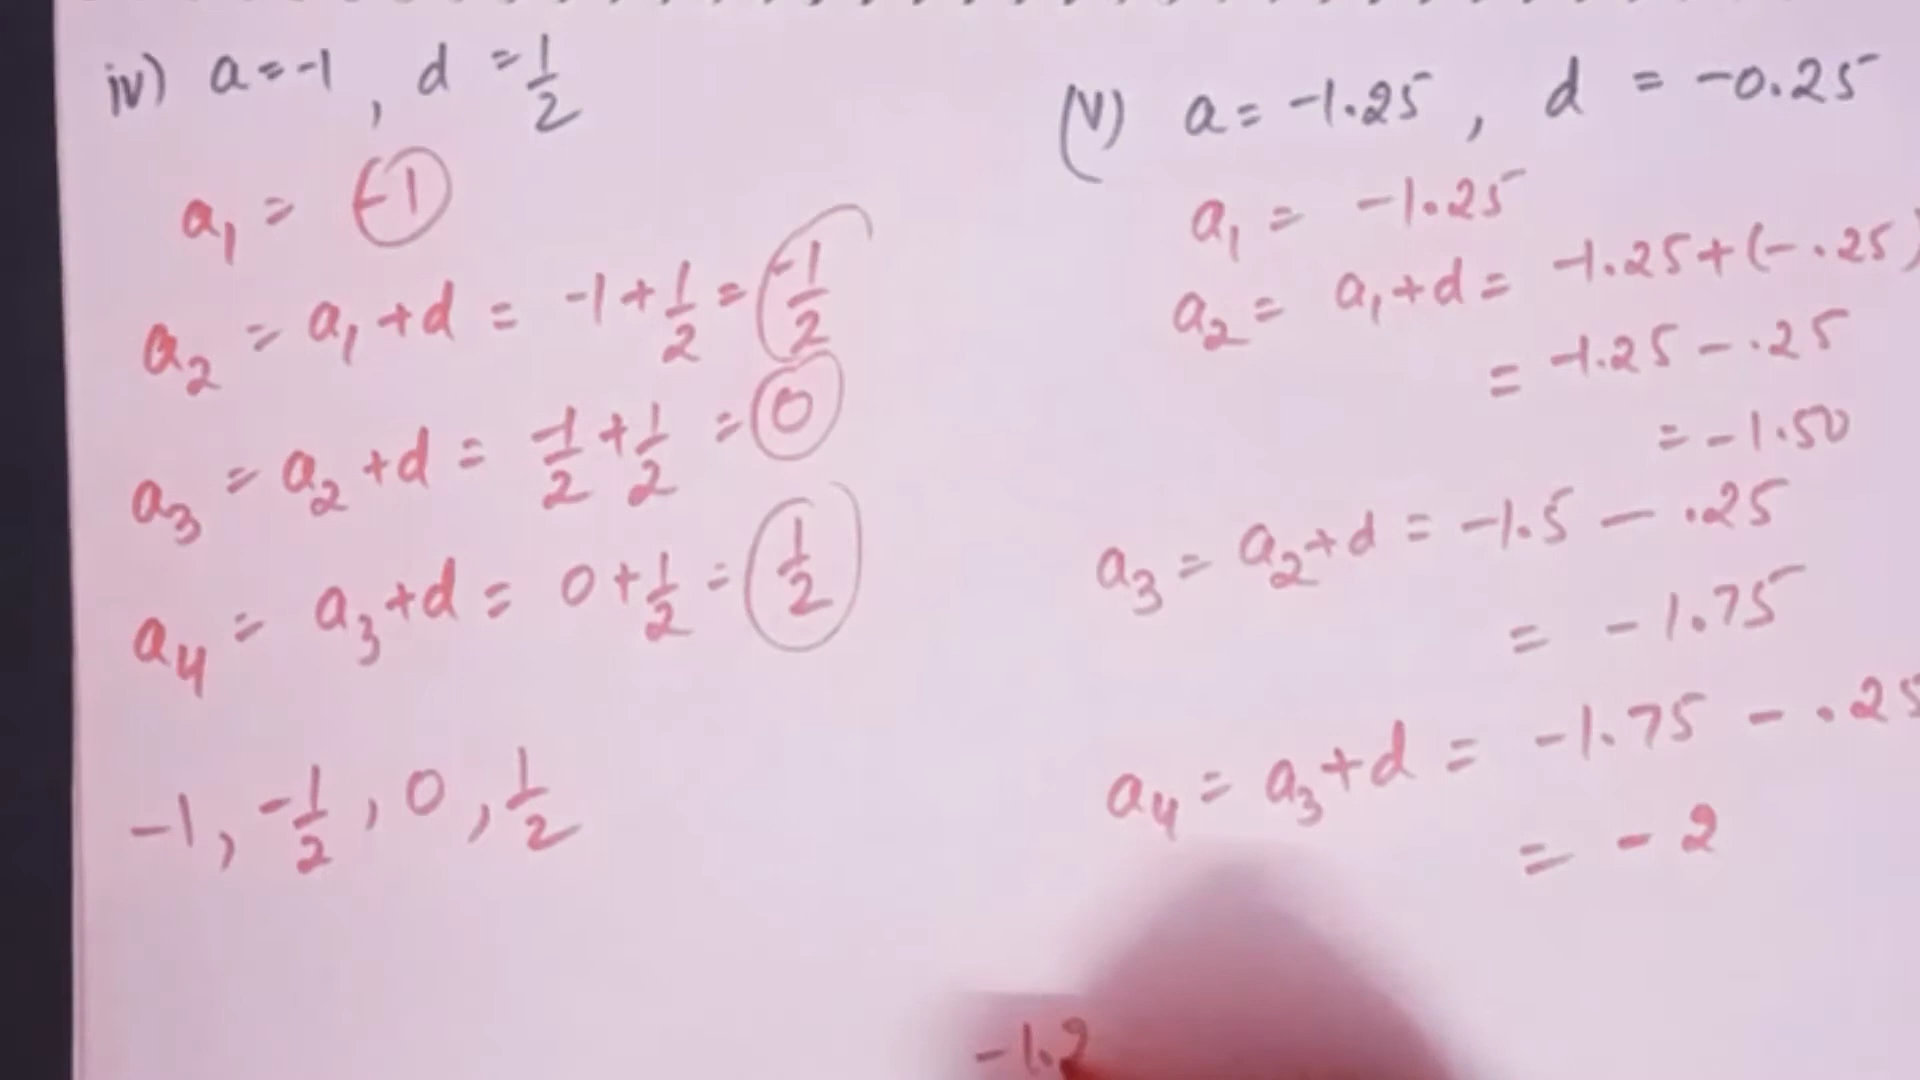 iv) a = -1 , d = 1/2
a₁ = -1
a₂ = a₁ + d = -1 + 1/2 = -1/2
a₃ = a₂ + d = -1/2 + 1/2 = 0
a₄ = a₃ + d = 0 + 1/2 = 1/2
-1, -1/2, 0, 1/2
(V) a = -1.25 , d = -0.25
a₁ = -1.25
a₂ = a₁ + d = -1.25 + (-.25)
= -1.25 - .25
= -1.50
a₃ = a₂ + d = -1.5 - .25
= -1.75
a₄ = a₃ + d = -1.75 - .25
= -2
-1.2